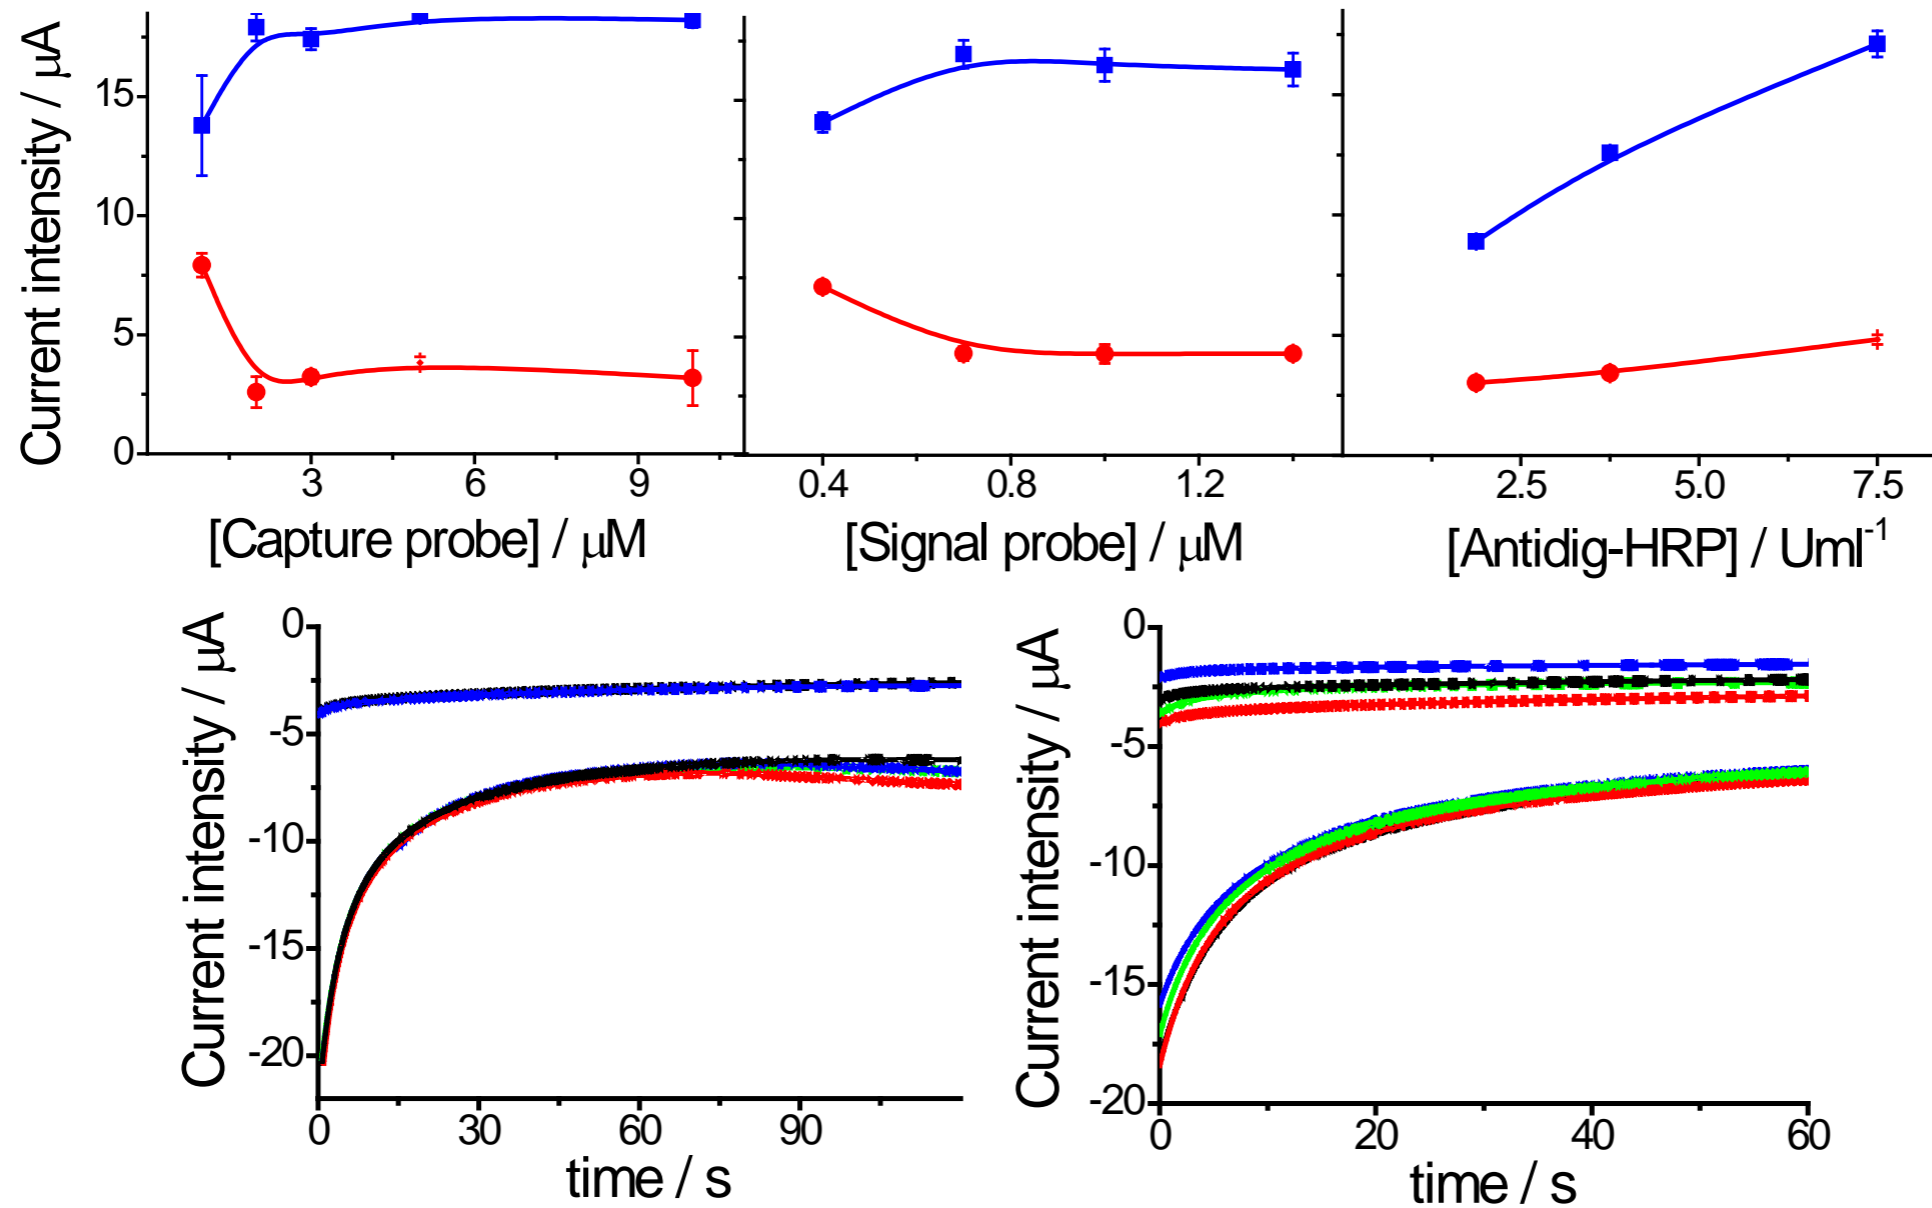 Current intensity / μA
15
10
5
0
3 6 9
0.4 0.8 1.2
2.5 5.0 7.5
[Capture probe] / μM
[Signal probe] / μM
[Antidig-HRP] / Uml⁻¹
Current intensity / μA
0
-5
-10
-15
-20
0 30 60 90
time / s
Current intensity / μA
0
-5
-10
-15
-20
0 20 40 60
time / s